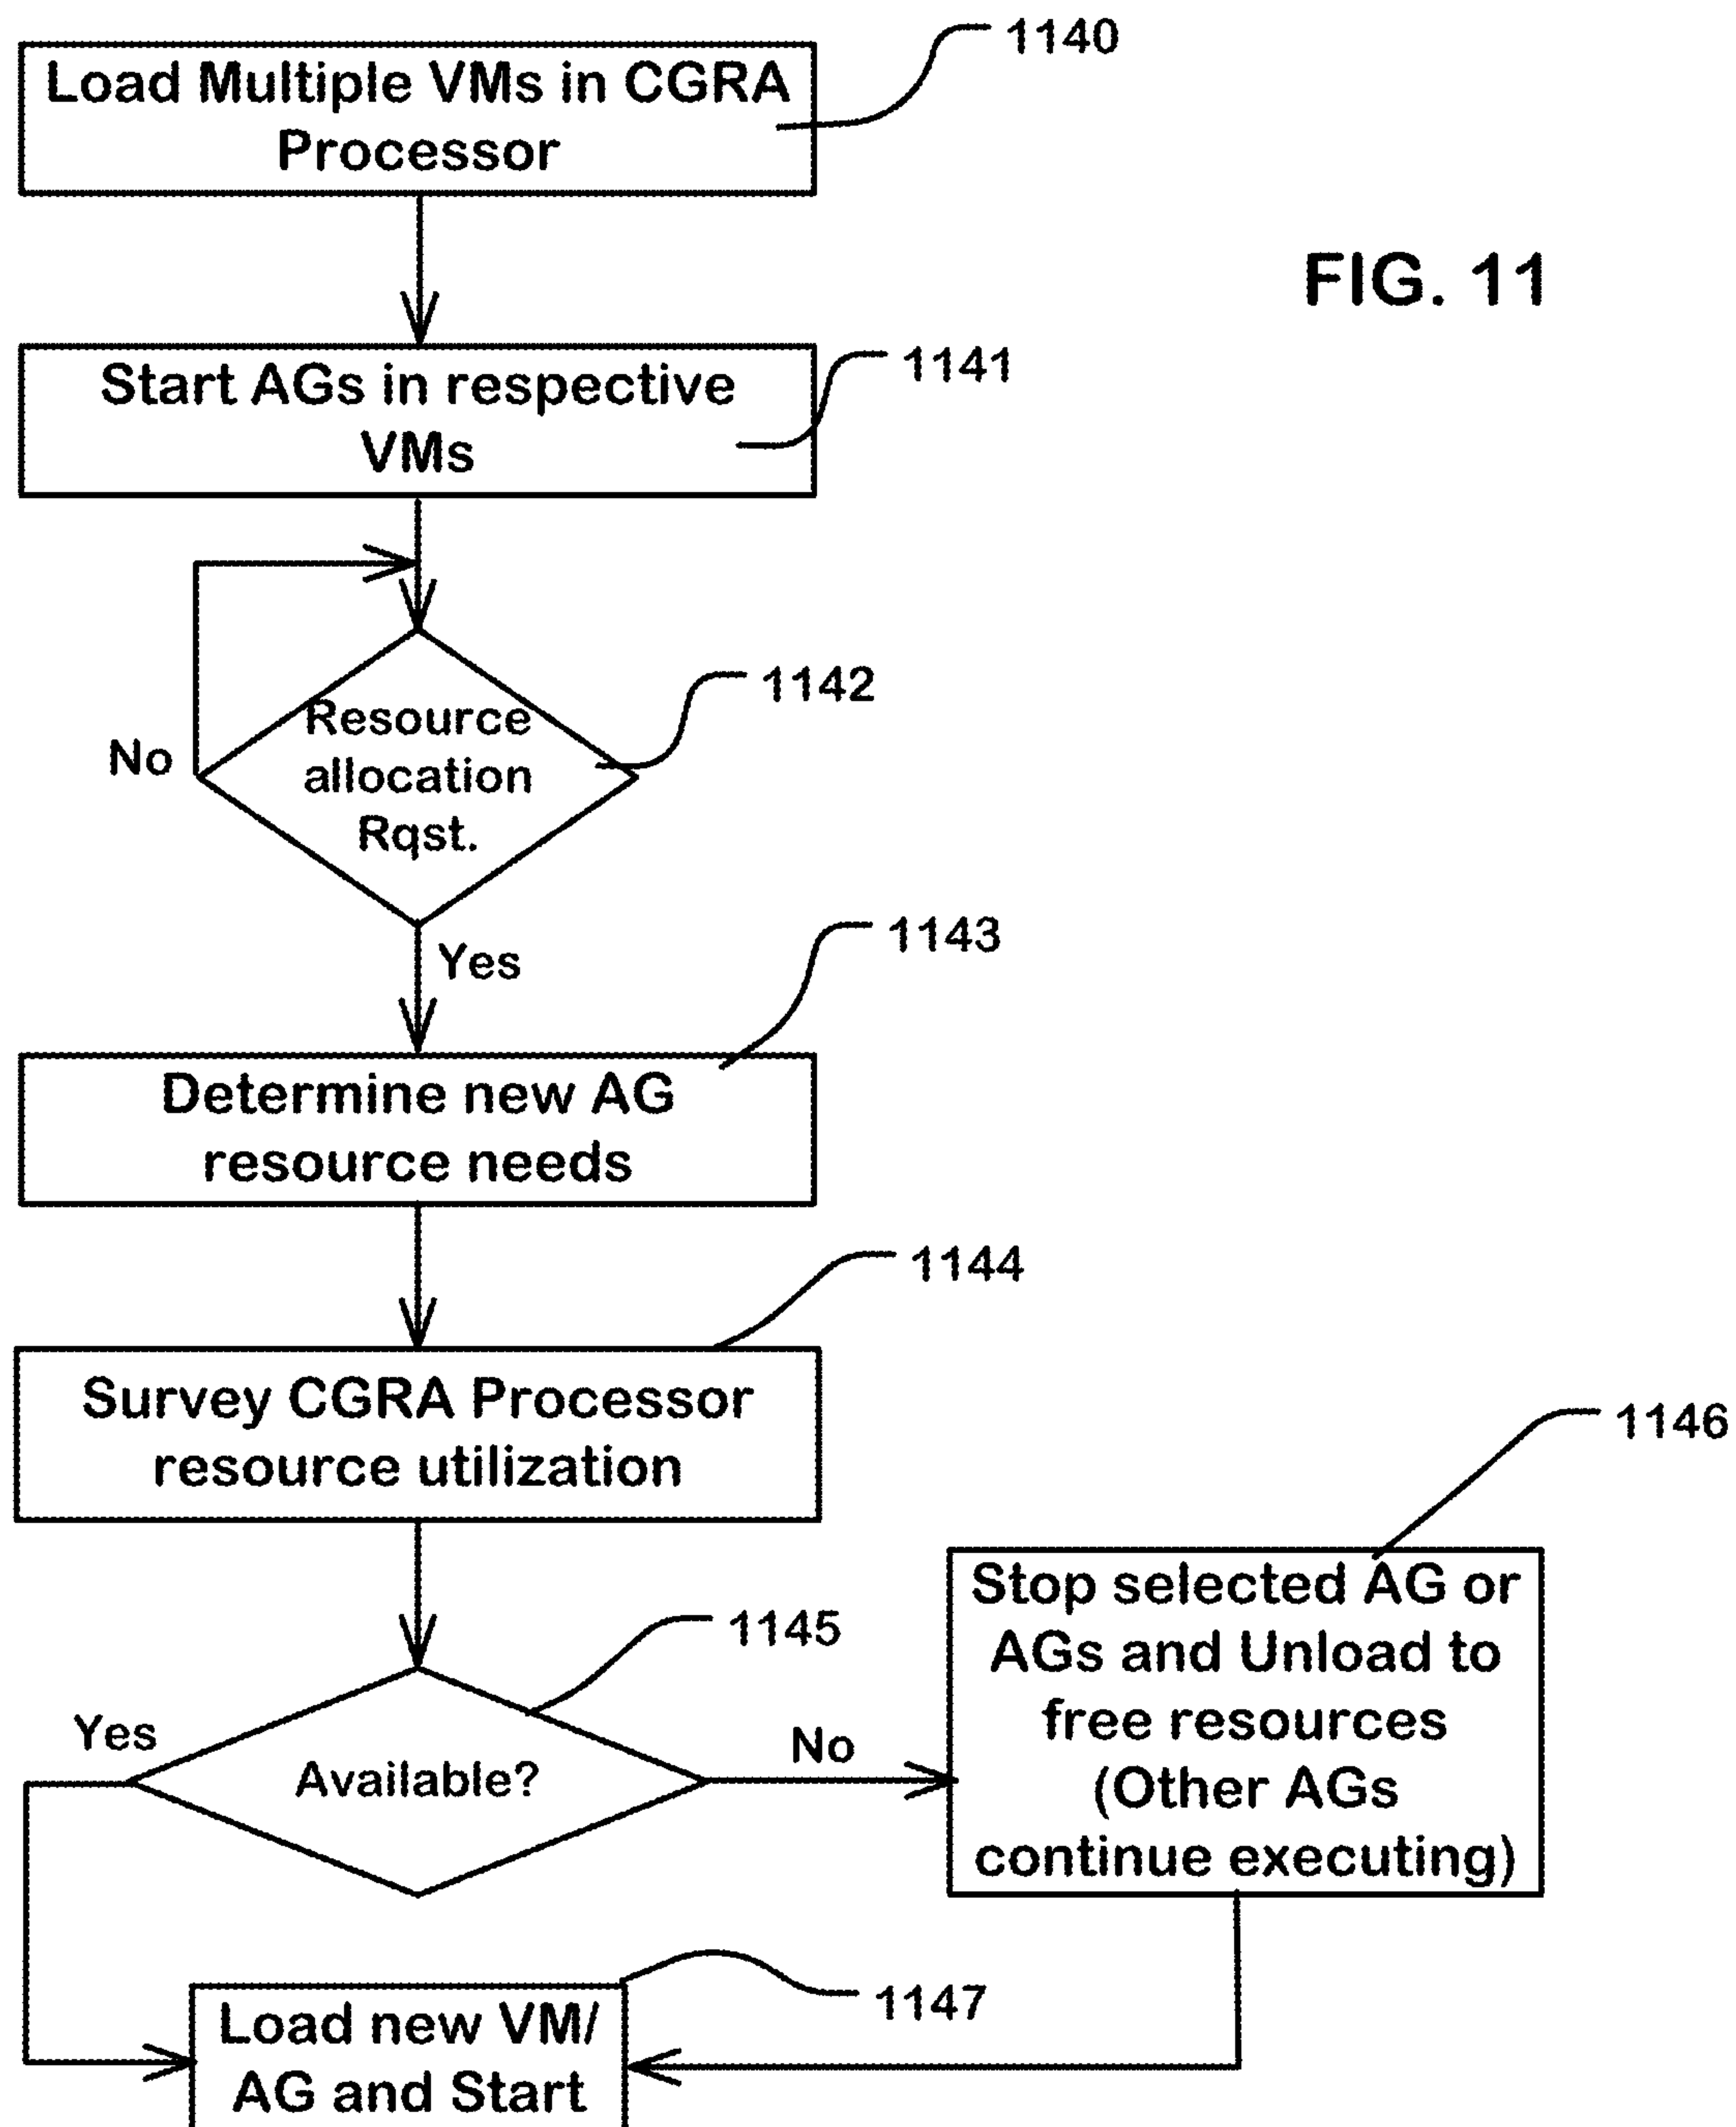 1140
Load Multiple VMs in CGRA
Processor
FIG. 11
1141
Start AGs in respective
VMs
1142
Resource
allocation
Rqst.
No
Yes
1143
Determine new AG
resource needs
1144
Survey CGRA Processor
resource utilization
1145
Available?
Yes
No
1146
Stop selected AG or
AGs and Unload to
free resources
(Other AGs
continue executing)
1147
Load new VM/
AG and Start